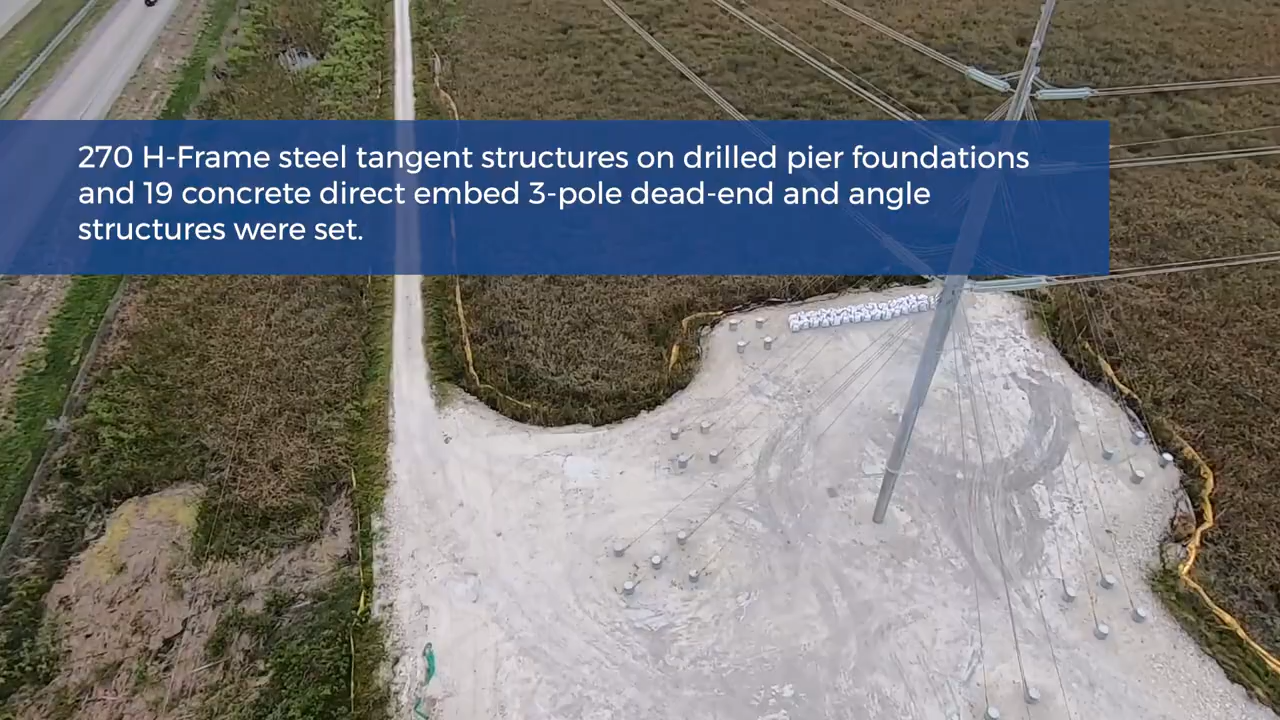 270 H-Frame steel tangent structures on drilled pier foundations
and 19 concrete direct embed 3-pole dead-end and angle
structures were set.